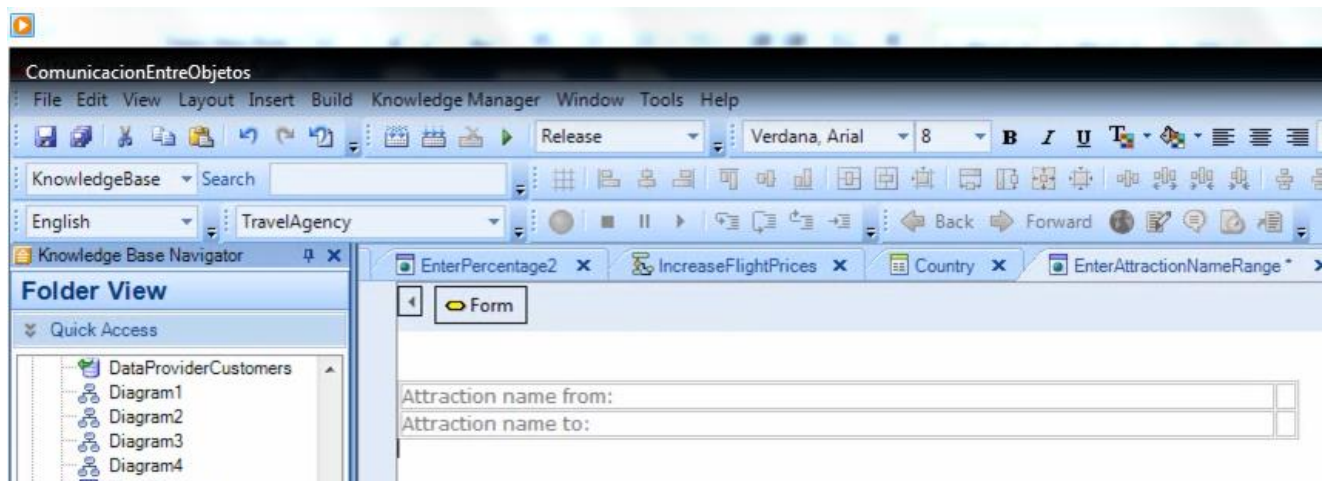 ComunicacionEntreObjetos
File Edit View Layout Insert Build Knowledge Manager Window Tools Help
Release Verdana, Arial 8 B I U
KnowledgeBase Search
English TravelAgency Back Forward
Knowledge Base Navigator EnterPercentage2 IncreaseFlightPrices Country EnterAttractionNameRange *
Folder View
Form
Quick Access
DataProviderCustomers
Diagram1
Attraction name from:
Diagram2
Attraction name to:
Diagram3
Diagram4